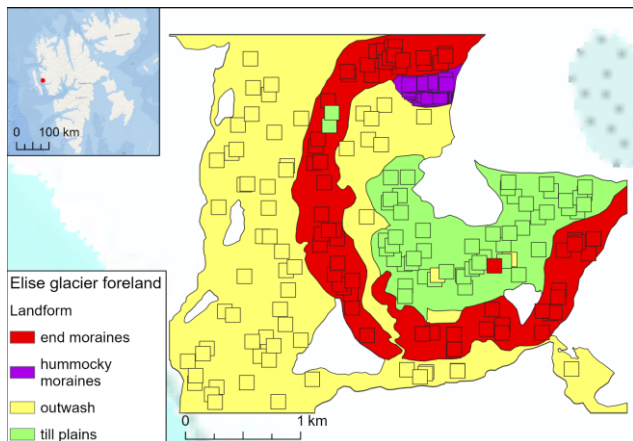 0 100 km
Elise glacier foreland
Landform
end moraines
hummocky
moraines
outwash
till plains
0 1 km